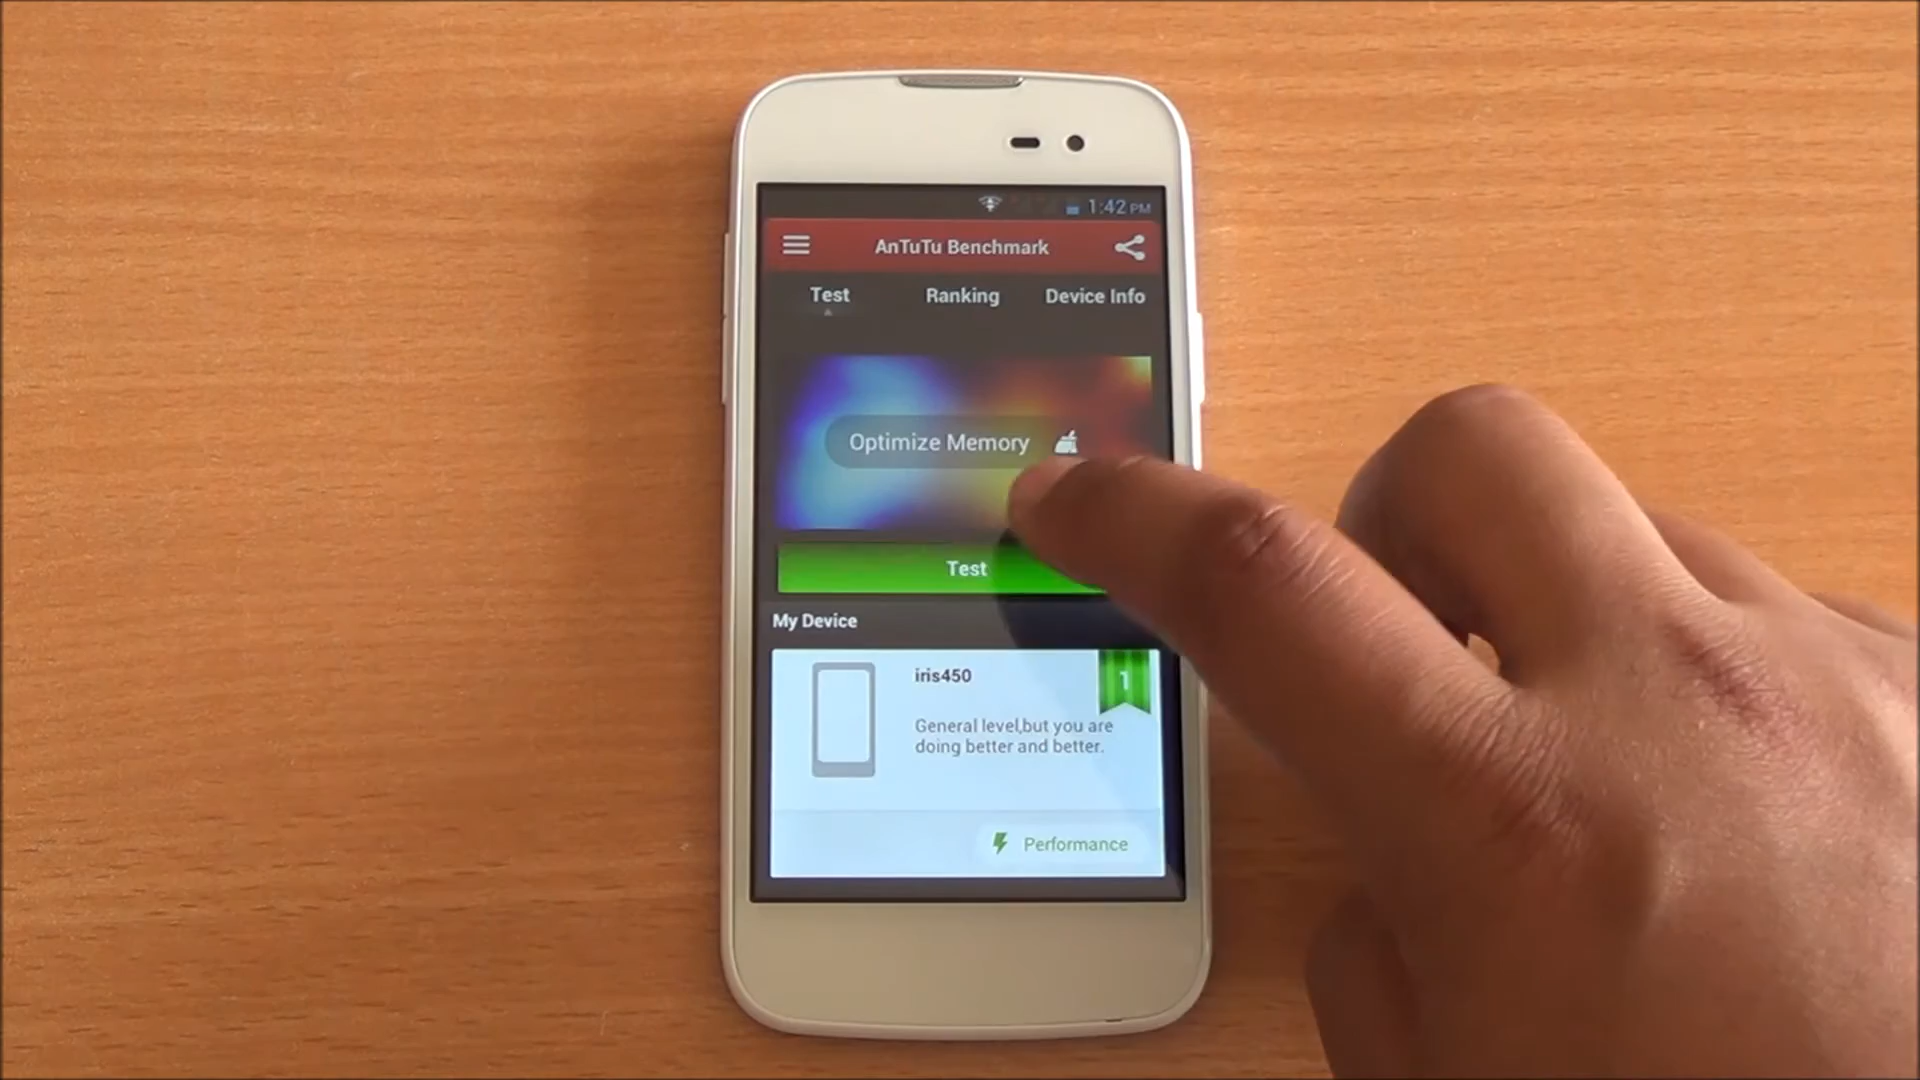 1:42 PM
AnTuTu Benchmark
Test
Ranking
Device Info
Optimize Memory
Test
My Device
iris450
1
General level,but you are
doing better and better.
Performance